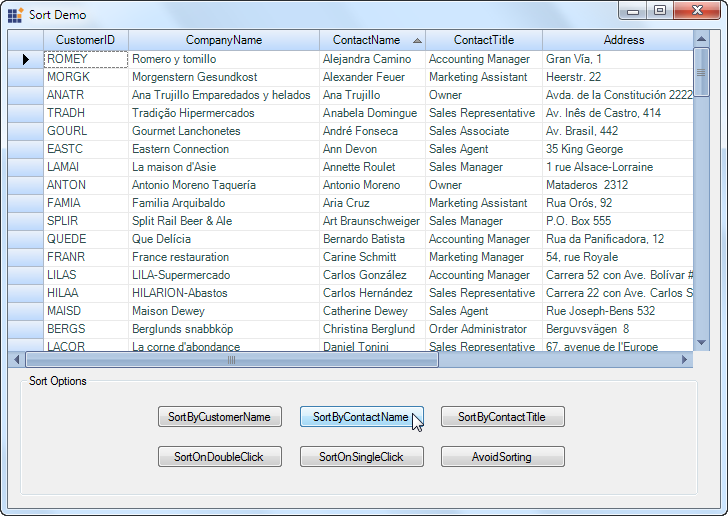 Sort Demo
CustomerID CompanyName ContactName ContactTitle Address
ROMEY Romero y tomillo Alejandra Camino Accounting Manager Gran Vía, 1
MORGK Morgenstern Gesundkost Alexander Feuer Marketing Assistant Heerstr. 22
ANATR Ana Trujillo Emparedados y helados Ana Trujillo Owner Avda. de la Constitución 2222
TRADH Tradição Hipermercados Anabela Domingue Sales Representative Av. Inês de Castro, 414
GOURL Gourmet Lanchonetes André Fonseca Sales Associate Av. Brasil, 442
EASTC Eastern Connection Ann Devon Sales Agent 35 King George
LAMAI La maison d'Asie Annette Roulet Sales Manager 1 rue Alsace-Lorraine
ANTON Antonio Moreno Taquería Antonio Moreno Owner Mataderos 2312
FAMIA Familia Arquibaldo Aria Cruz Marketing Assistant Rua Orós, 92
SPLIR Split Rail Beer & Ale Art Braunschweiger Sales Manager P.O. Box 555
QUEDE Que Delícia Bernardo Batista Accounting Manager Rua da Panificadora, 12
FRANR France restauration Carine Schmitt Marketing Manager 54, rue Royale
LILAS LILA-Supermercado Carlos González Accounting Manager Carrera 52 con Ave. Bolívar #
HILAA HILARION-Abastos Carlos Hernández Sales Representative Carrera 22 con Ave. Carlos S
MAISD Maison Dewey Catherine Dewey Sales Agent Rue Joseph-Bens 532
BERGS Berglunds snabbköp Christina Berglund Order Administrator Berguvsvägen 8
LACOR La corne d'abondance Daniel Tonini Sales Representative 67, avenue de l'Europe
Sort Options
SortByCustomerName SortByContactName SortByContactTitle
SortOnDoubleClick SortOnSingleClick AvoidSorting